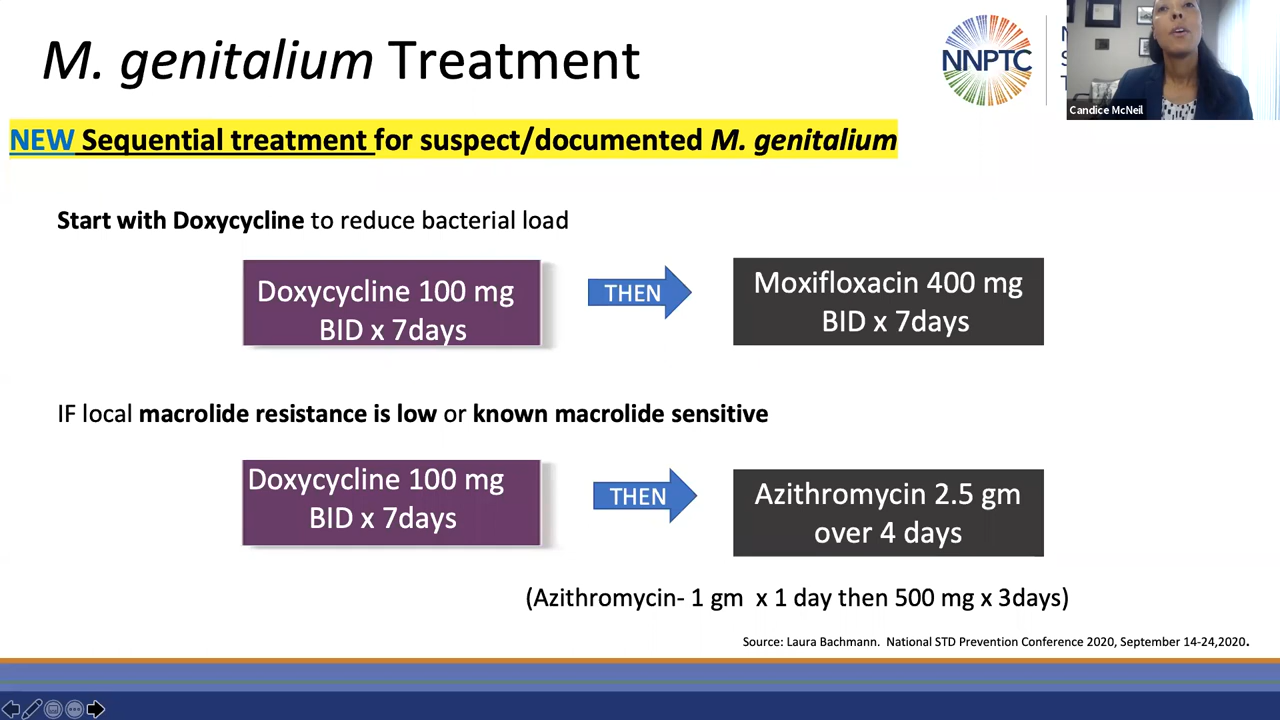 M. genitalium Treatment
NNPTC
Candice McNeil
NEW Sequential treatment for suspect/documented M. genitalium
Start with Doxycycline to reduce bacterial load
Doxycycline 100 mg
BID x 7days
THEN
Moxifloxacin 400 mg
BID x 7days
IF local macrolide resistance is low or known macrolide sensitive
Doxycycline 100 mg
BID x 7days
THEN
Azithromycin 2.5 gm
over 4 days
(Azithromycin- 1 gm x 1 day then 500 mg x 3days)
Source: Laura Bachmann. National STD Prevention Conference 2020, September 14-24,2020.